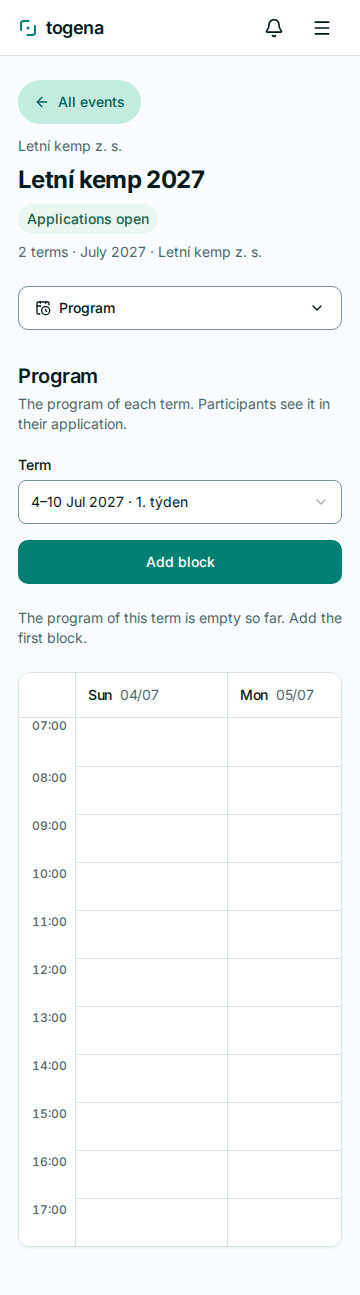 togena
All events
Letní kemp z. s.
Letní kemp 2027
Applications open
2 terms · July 2027 · Letní kemp z. s.
Program
Program
The program of each term. Participants see it in
their application.
Term
4–10 Jul 2027 · 1. týden
Add block
The program of this term is empty so far. Add the
first block.
Sun 04/07 Mon 05/07
07:00
08:00
09:00
10:00
11:00
12:00
13:00
14:00
15:00
16:00
17:00